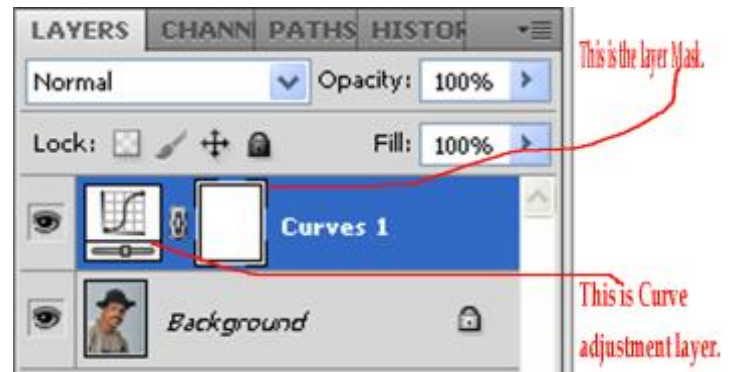 LAYERS CHANN PATHS HISTOR
This is the layer Mask.
Normal Opacity: 100%
Lock: Fill: 100%
Curves 1
This is Curve
Background
adjustment layer.